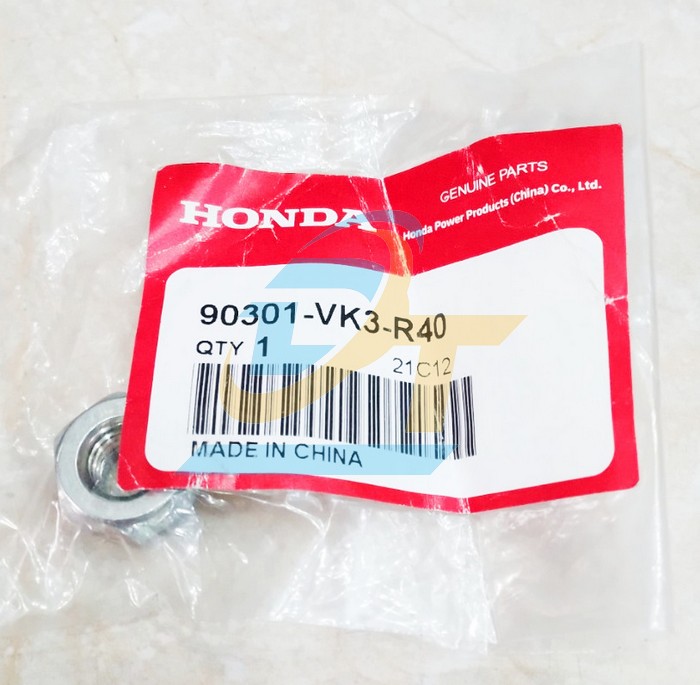 GENUINE PARTS
HONDA
Honda Power Products (China) Co., Ltd.
90301-VK3-R40
QTY 1
21C12
MADE IN CHINA